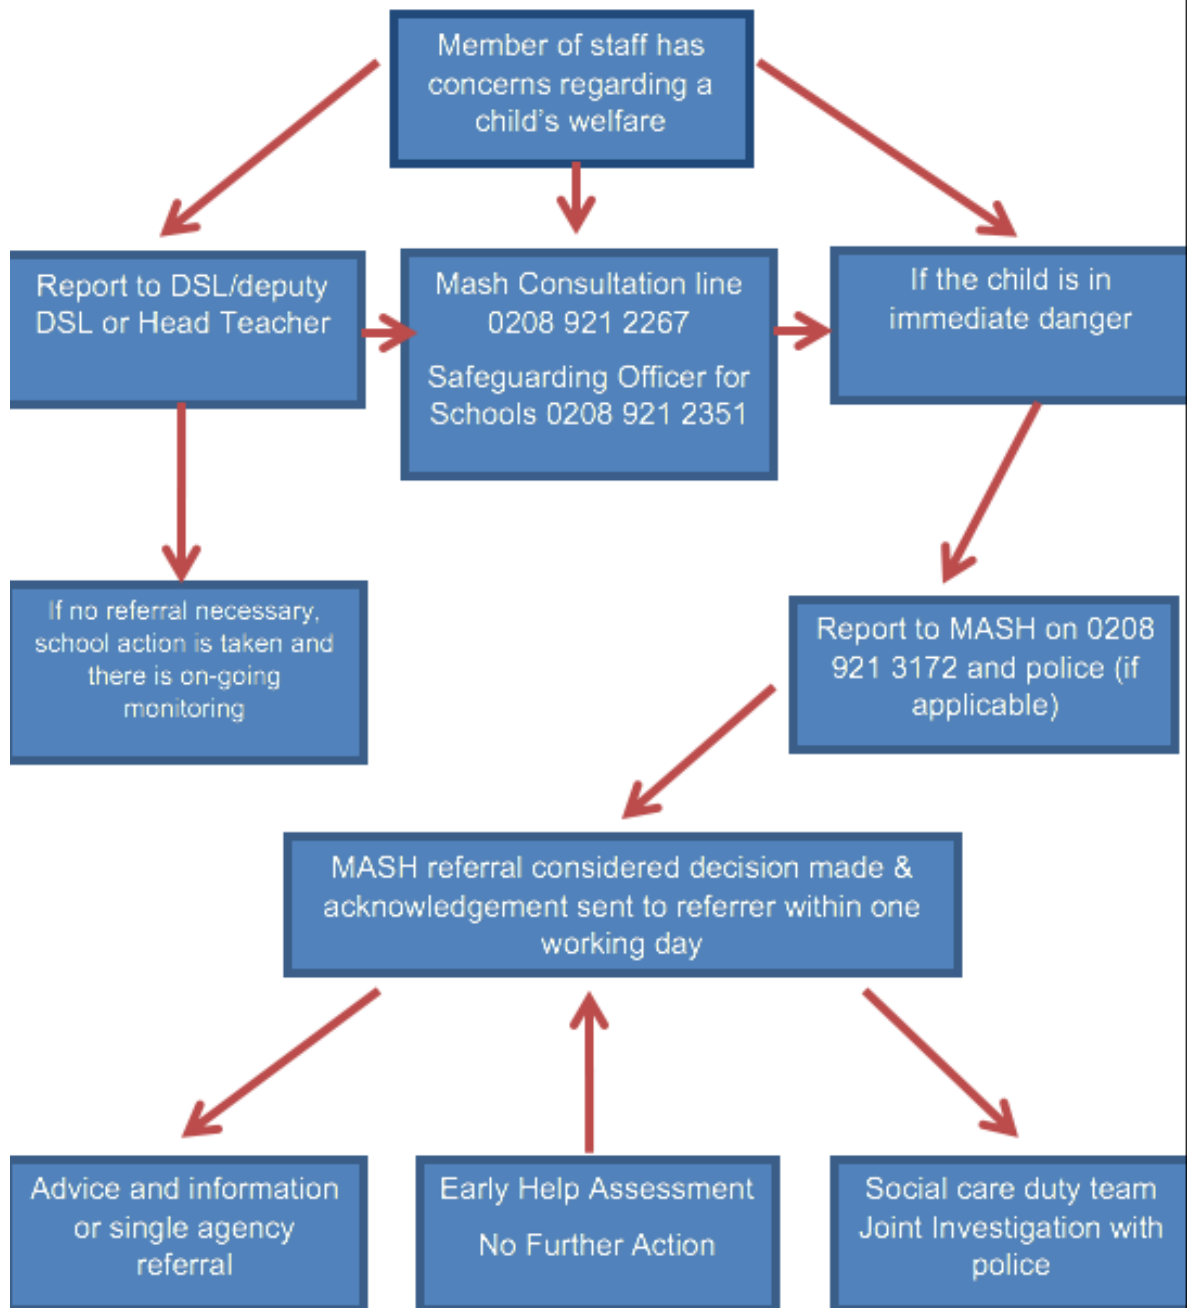 Member of staff has
concerns regarding a
child's welfare
Report to DSL/deputy
DSL or Head Teacher
Mash Consultation line
0208 921 2267
Safeguarding Officer for
Schools 0208 921 2351
If the child is in
immediate danger
If no referral necessary,
school action is taken and
there is on-going
monitoring
Report to MASH on 0208
921 3172 and police (if
applicable)
MASH referral considered decision made &
acknowledgement sent to referrer within one
working day
Advice and information
or single agency
referral
Early Help Assessment
No Further Action
Social care duty team
Joint Investigation with
police